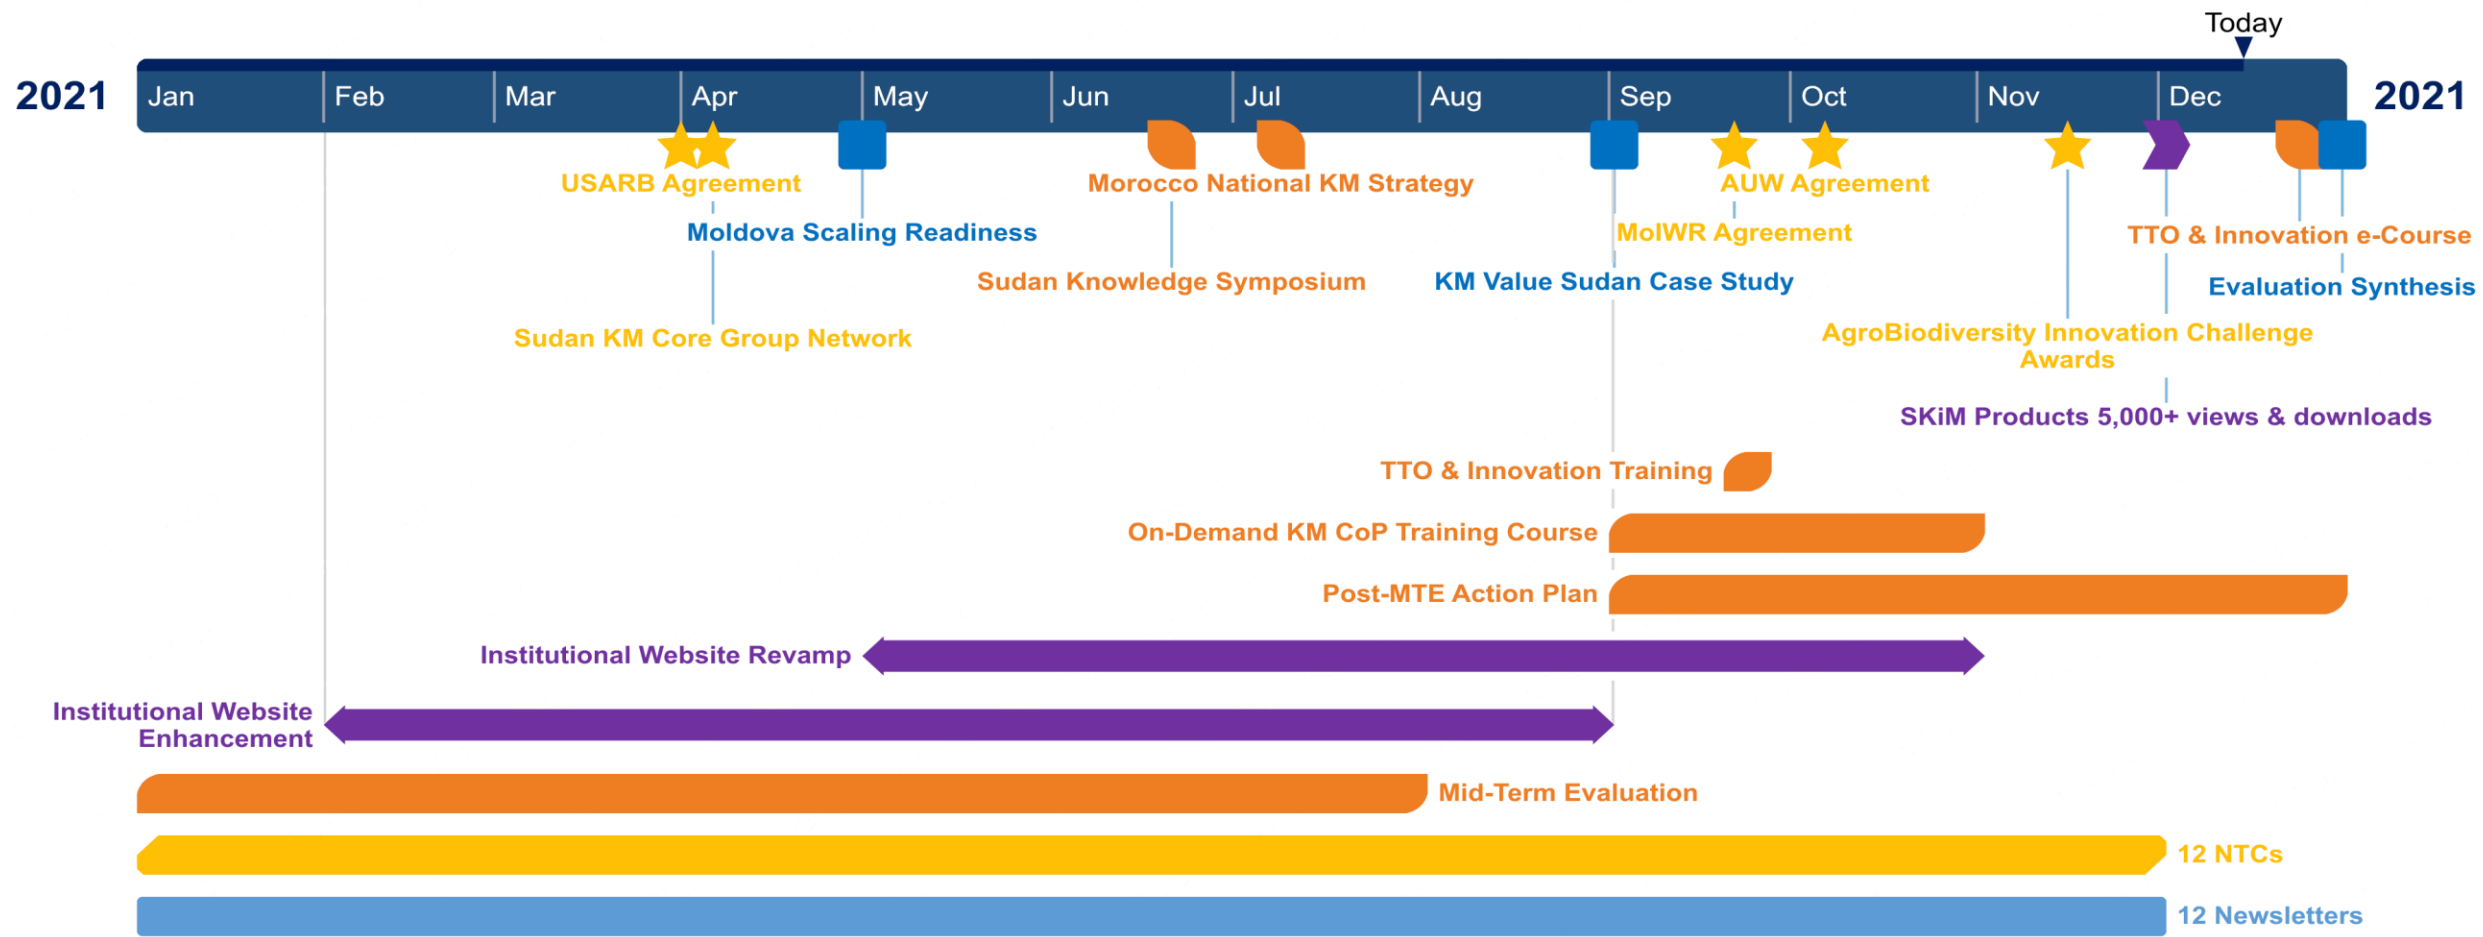 Today
2021
Jan
Feb
Mar
Apr
May
Jun
Jul
Aug
Sep
Oct
Nov
Dec
2021
USARB Agreement
Morocco National KM Strategy
AUW Agreement
Moldova Scaling Readiness
MoIWR Agreement
TTO & Innovation e-Course
Sudan Knowledge Symposium
KM Value Sudan Case Study
Evaluation Synthesis
Sudan KM Core Group Network
AgroBiodiversity Innovation Challenge
Awards
SKiM Products 5,000+ views & downloads
TTO & Innovation Training
On-Demand KM CoP Training Course
Post-MTE Action Plan
Institutional Website Revamp
Institutional Website
Enhancement
Mid-Term Evaluation
12 NTCs
12 Newsletters